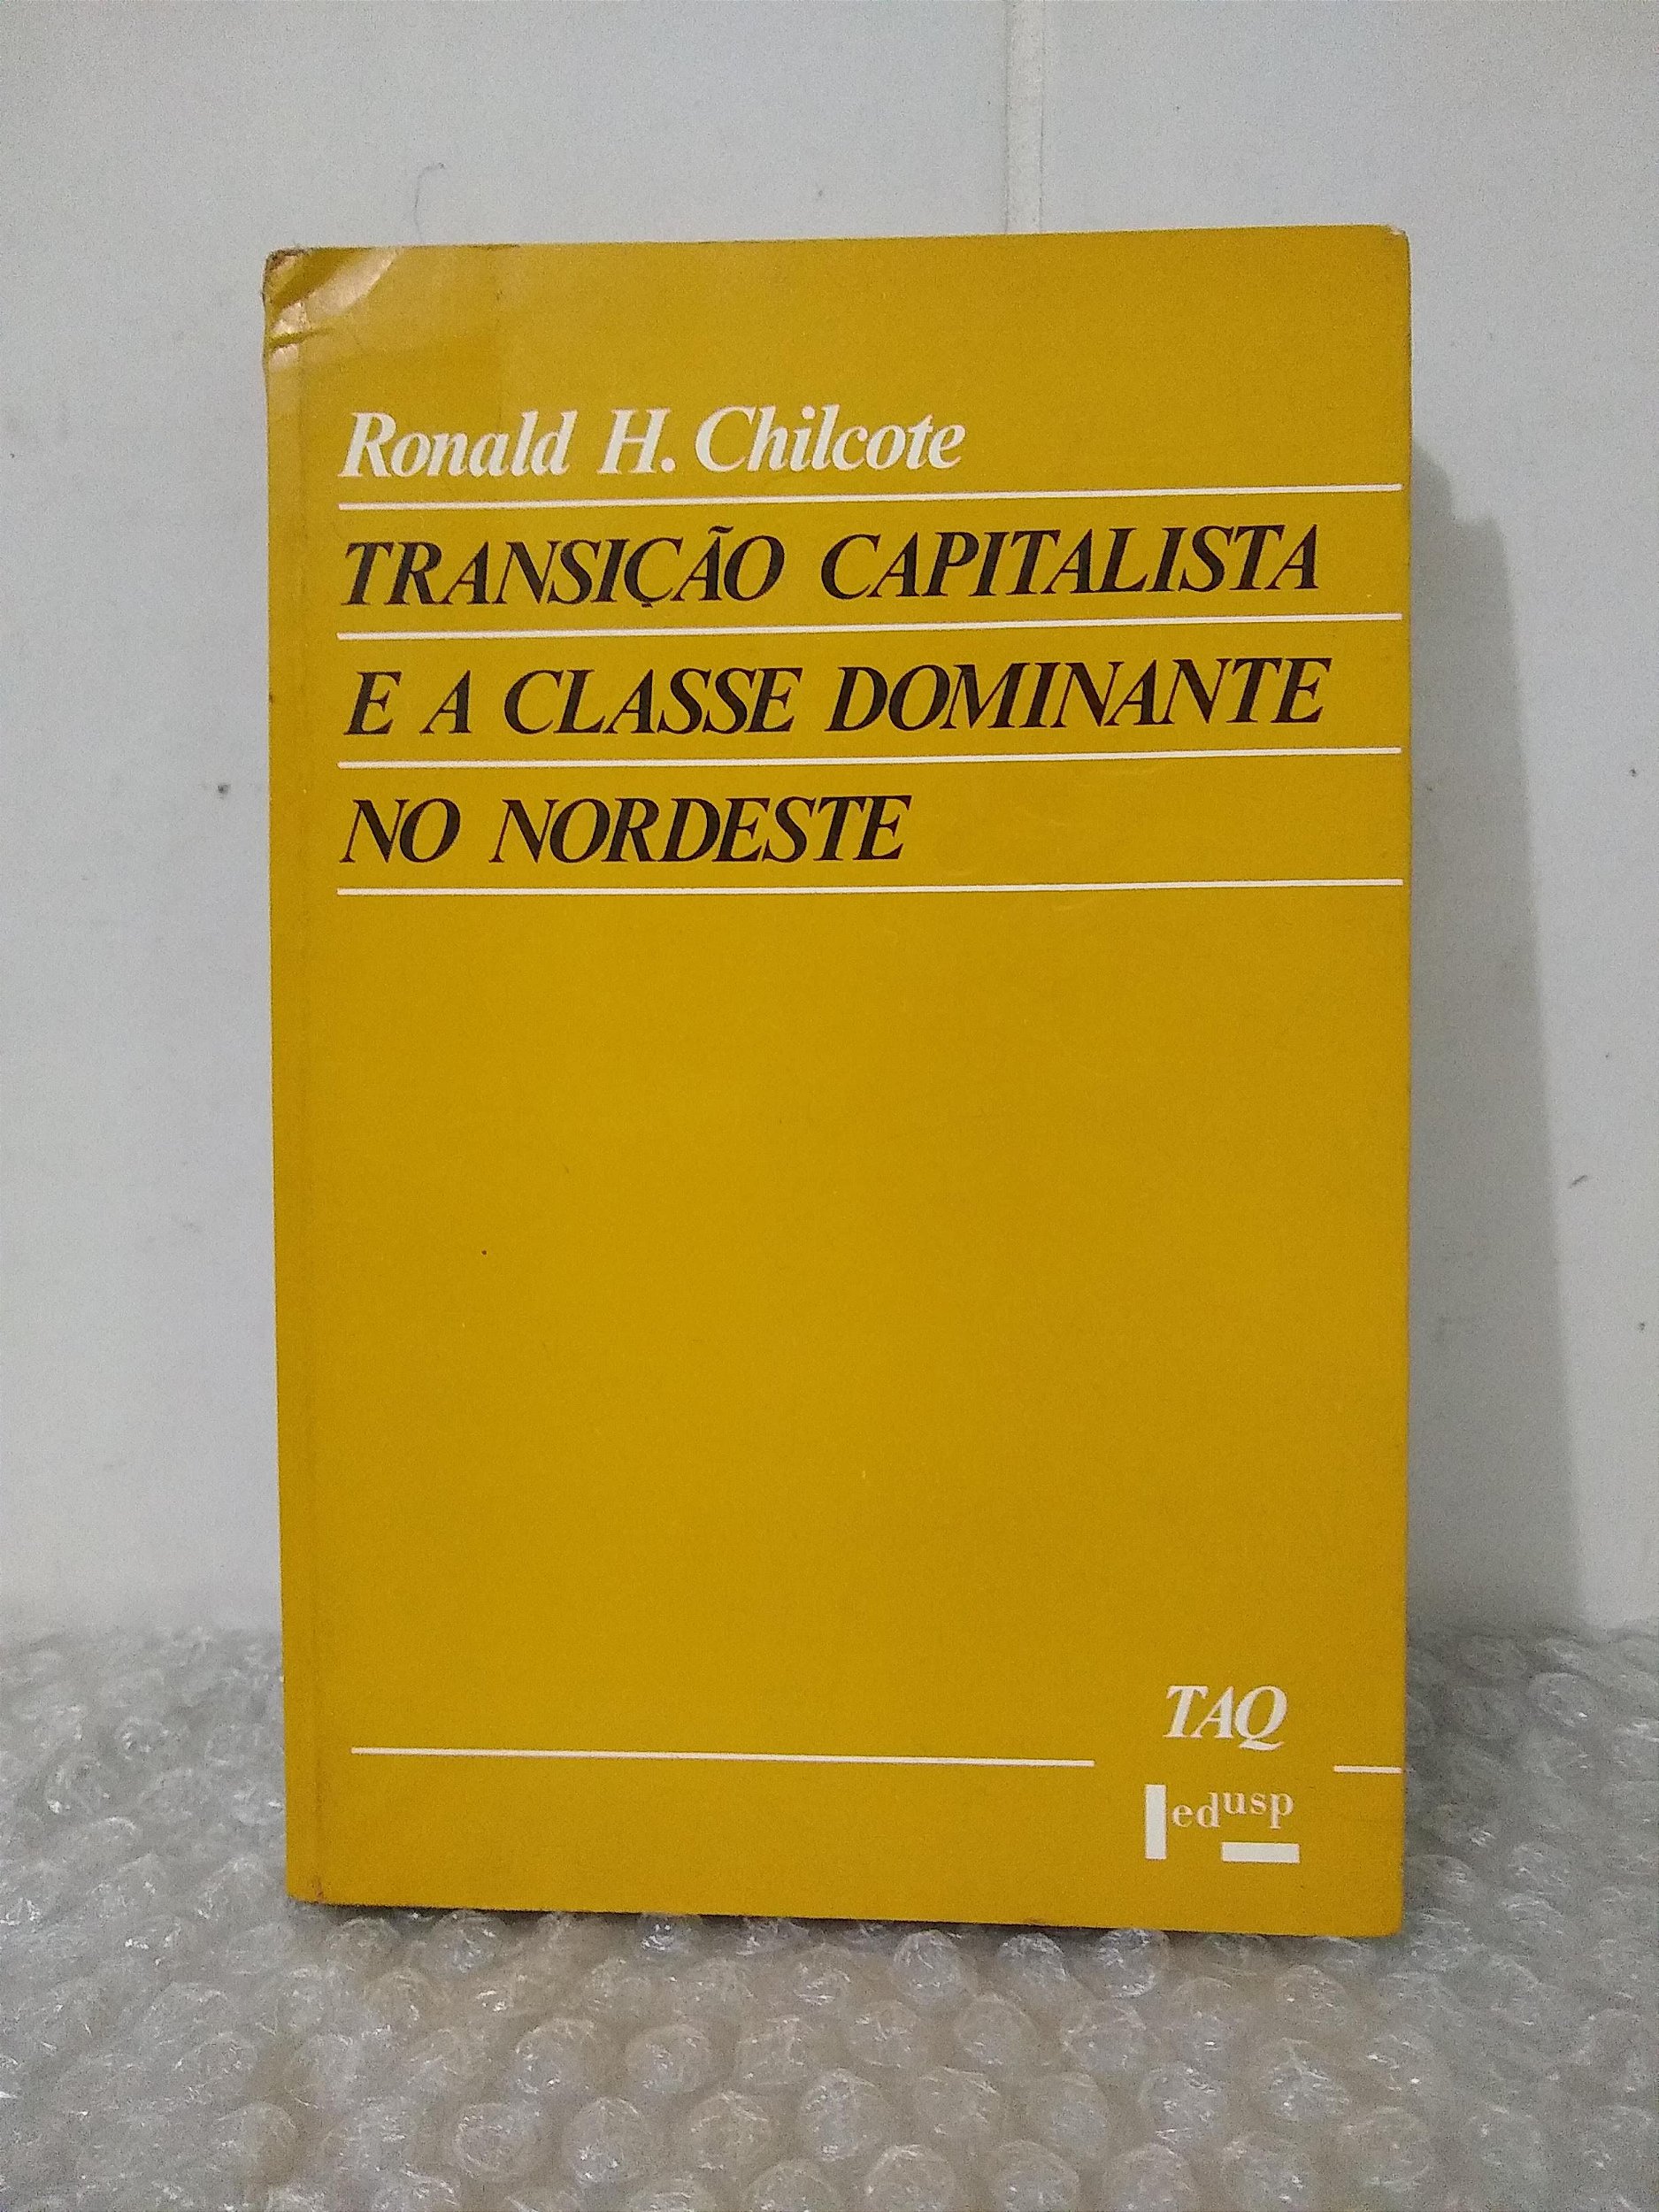 Ronald H. Chilcote
TRANSIÇÃO CAPITALISTA
E A CLASSE DOMINANTE
NO NORDESTE
TAQ
edusp